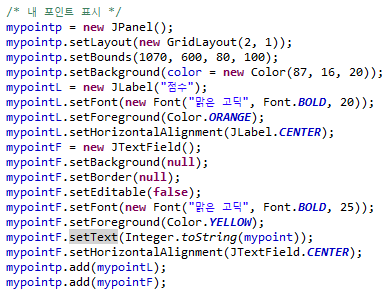 /* 내 포인트 표시 */
mypointp = new JPanel();
mypointp.setLayout(new GridLayout(2, 1));
mypointp.setBounds(1070, 600, 80, 100);
mypointp.setBackground(color = new Color(87, 16, 20));
mypointL = new JLabel("점수");
mypointL.setFont(new Font("맑은 고딕", Font.BOLD, 20));
mypointL.setForeground(Color.ORANGE);
mypointL.setHorizontalAlignment(JLabel.CENTER);
mypointF = new JTextField();
mypointF.setBackground(null);
mypointF.setBorder(null);
mypointF.setEditable(false);
mypointF.setFont(new Font("맑은 고딕", Font.BOLD, 25));
mypointF.setForeground(Color.YELLOW);
mypointF.setText(Integer.toString(mypoint));
mypointF.setHorizontalAlignment(JTextField.CENTER);
mypointp.add(mypointL);
mypointp.add(mypointF);